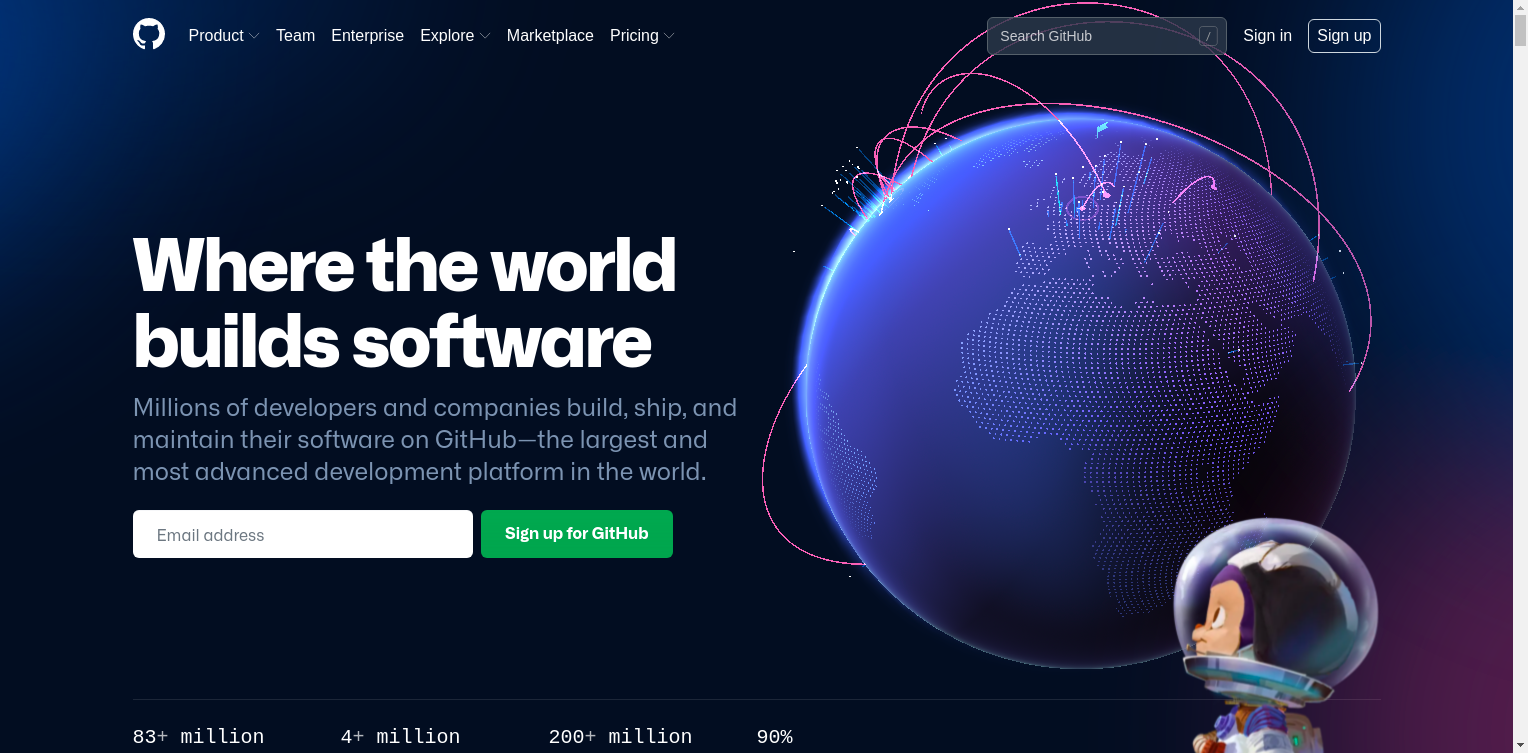 Product Team Enterprise Explore Marketplace Pricing Search GitHub / Sign in Sign up
Where the world
builds software
Millions of developers and companies build, ship, and
maintain their software on GitHub—the largest and
most advanced development platform in the world.
Email address Sign up for GitHub
83+ million 4+ million 200+ million 90%